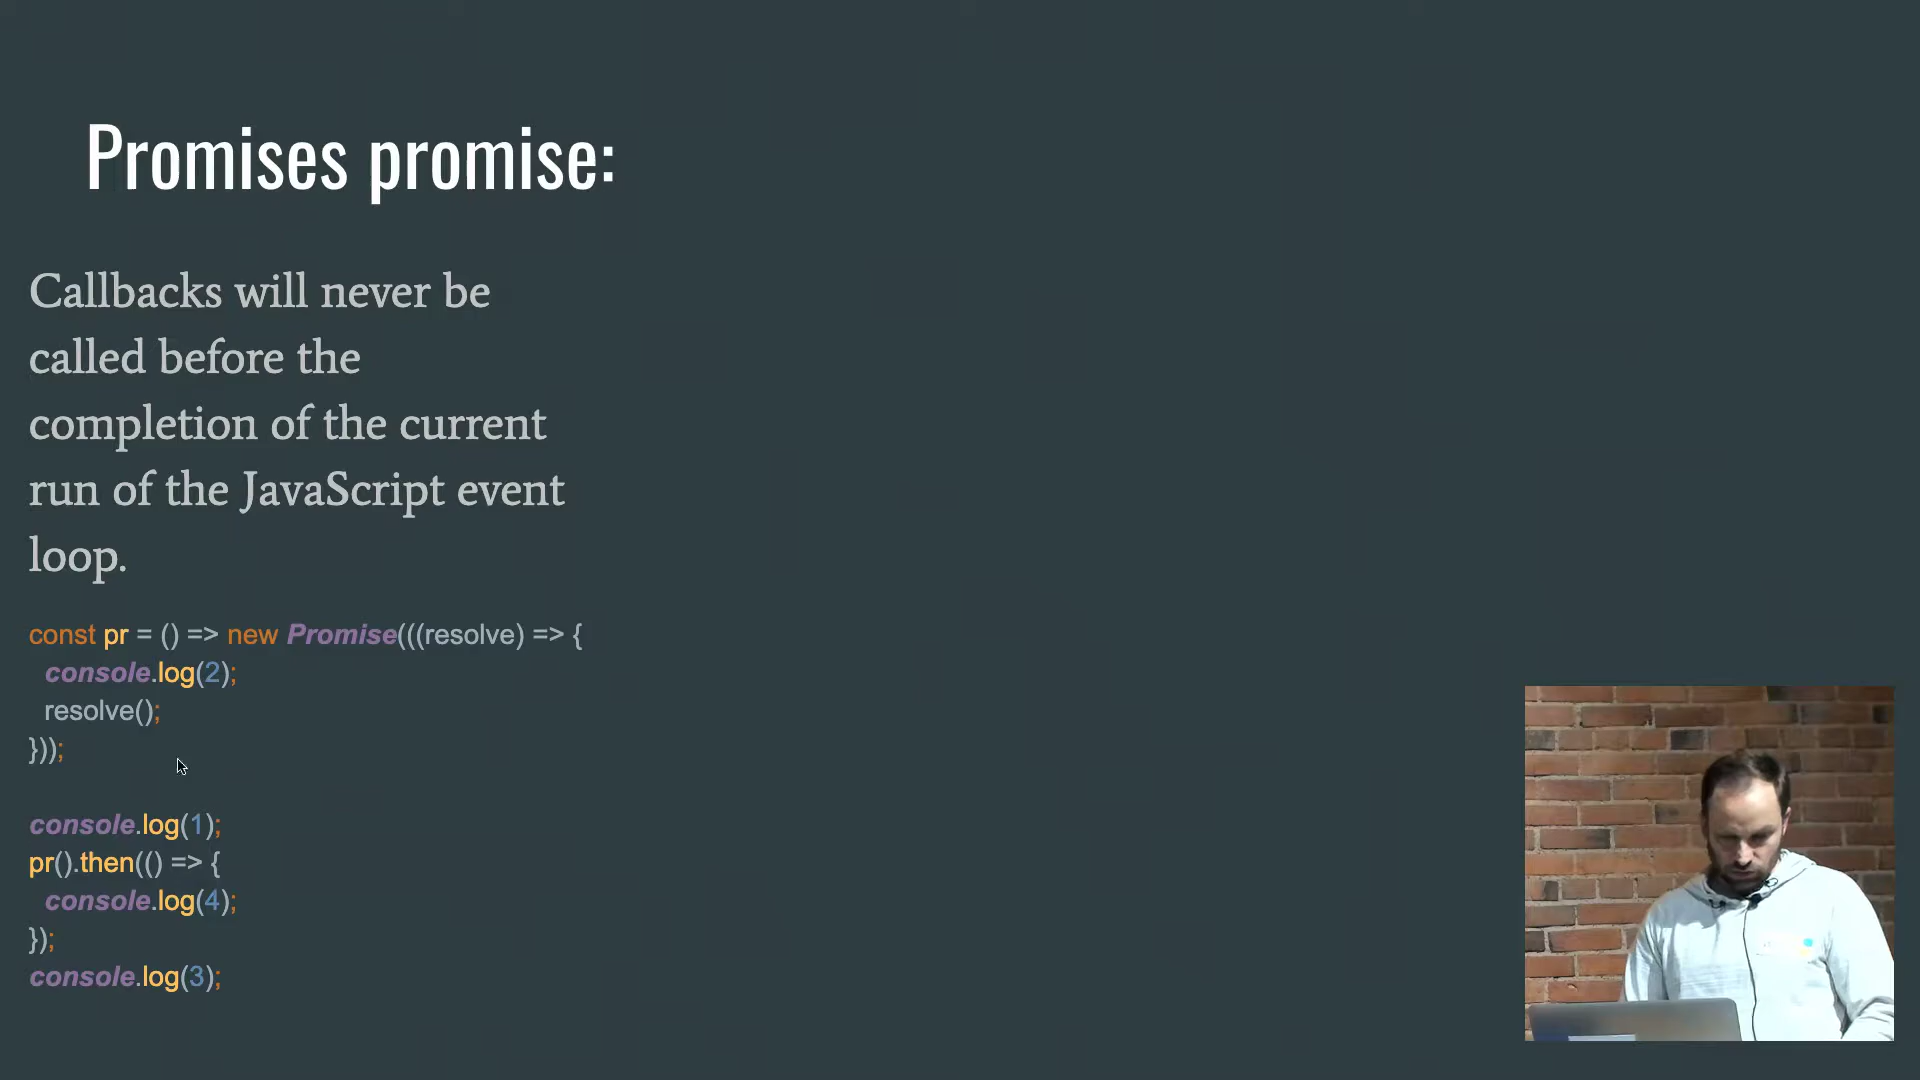 Promises promise:
Callbacks will never be
called before the
completion of the current
run of the JavaScript event
loop.
const pr = () => new Promise(((resolve) => {
  console.log(2);
  resolve();
}));
console.log(1);
pr().then(() => {
  console.log(4);
});
console.log(3);